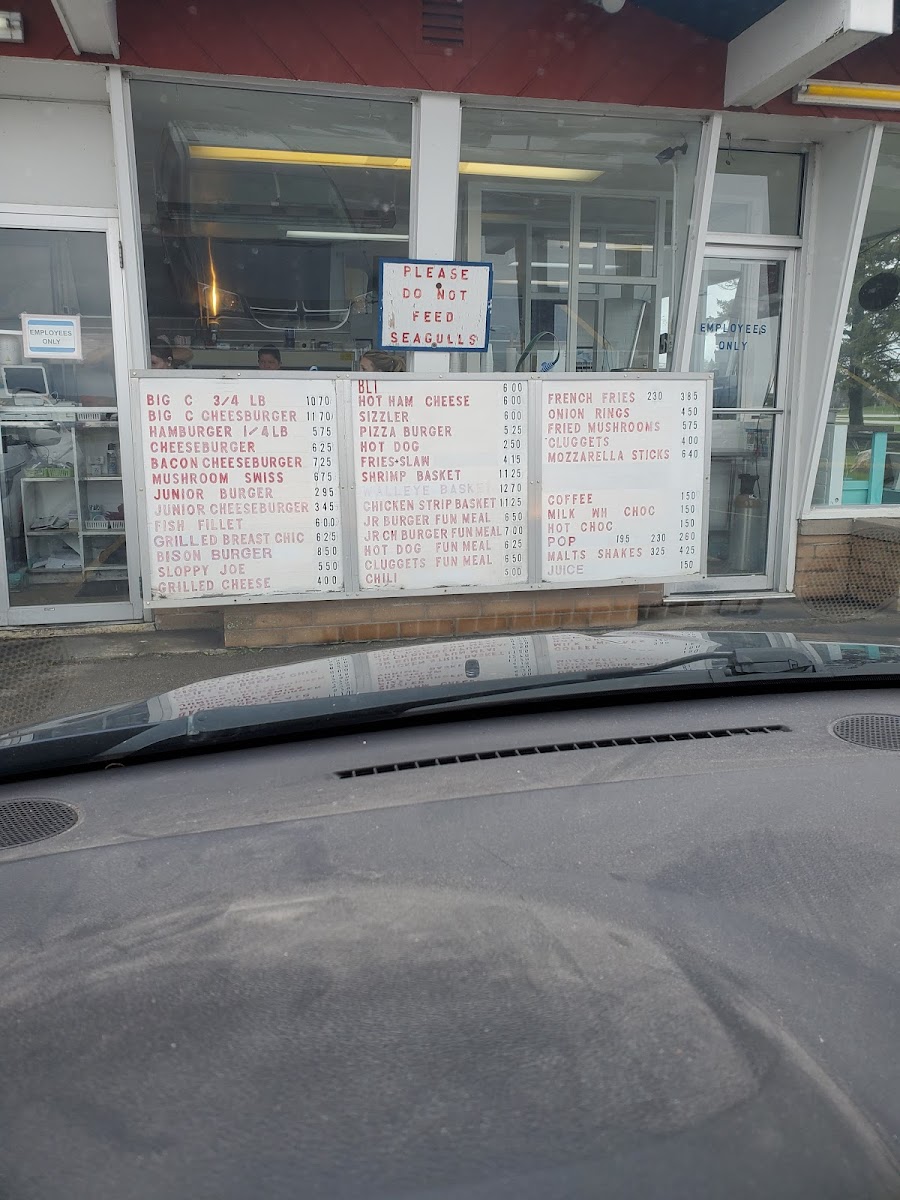 EMPLOYEES
ONLY
PLEASE
DO NOT
FEED
SEAGULLS
EMPLOYEES
ONLY
BIG C 3/4 LB 10 70
BIG C CHEESBURGER 11 70
HAMBURGER 1/4 LB 5 75
CHEESEBURGER 6 25
BACON CHEESEBURGER 7 25
MUSHROOM SWISS 6 75
JUNIOR BURGER 2 95
JUNIOR CHEESEBURGER 3 45
FISH FILLET 6 00
GRILLED BREAST CHIC 6 25
BISON BURGER 8 50
SLOPPY JOE 5 50
GRILLED CHEESE 4 00
BLT 6 00
HOT HAM CHEESE 6 00
SIZZLER 6 00
PIZZA BURGER 5 25
HOT DOG 2 50
FRIES+SLAW 4 15
SHRIMP BASKET 11 25
WALLEYE BASKET 12 70
CHICKEN STRIP BASKET 11 25
JR BURGER FUN MEAL 6 50
JR CH BURGER FUN MEAL 7 00
HOT DOG FUN MEAL 6 25
CLUGGETS FUN MEAL 6 50
CHILI 5 00
FRENCH FRIES 2 30 3 85
ONION RINGS 4 50
FRIED MUSHROOMS 5 75
CLUGGETS 4 00
MOZZARELLA STICKS 6 40
COFFEE 1 50
MILK WH CHOC 1 50
HOT CHOC 1 50
POP 1 95 2 30 2 60
MALTS SHAKES 3 25 4 25
JUICE 1 50